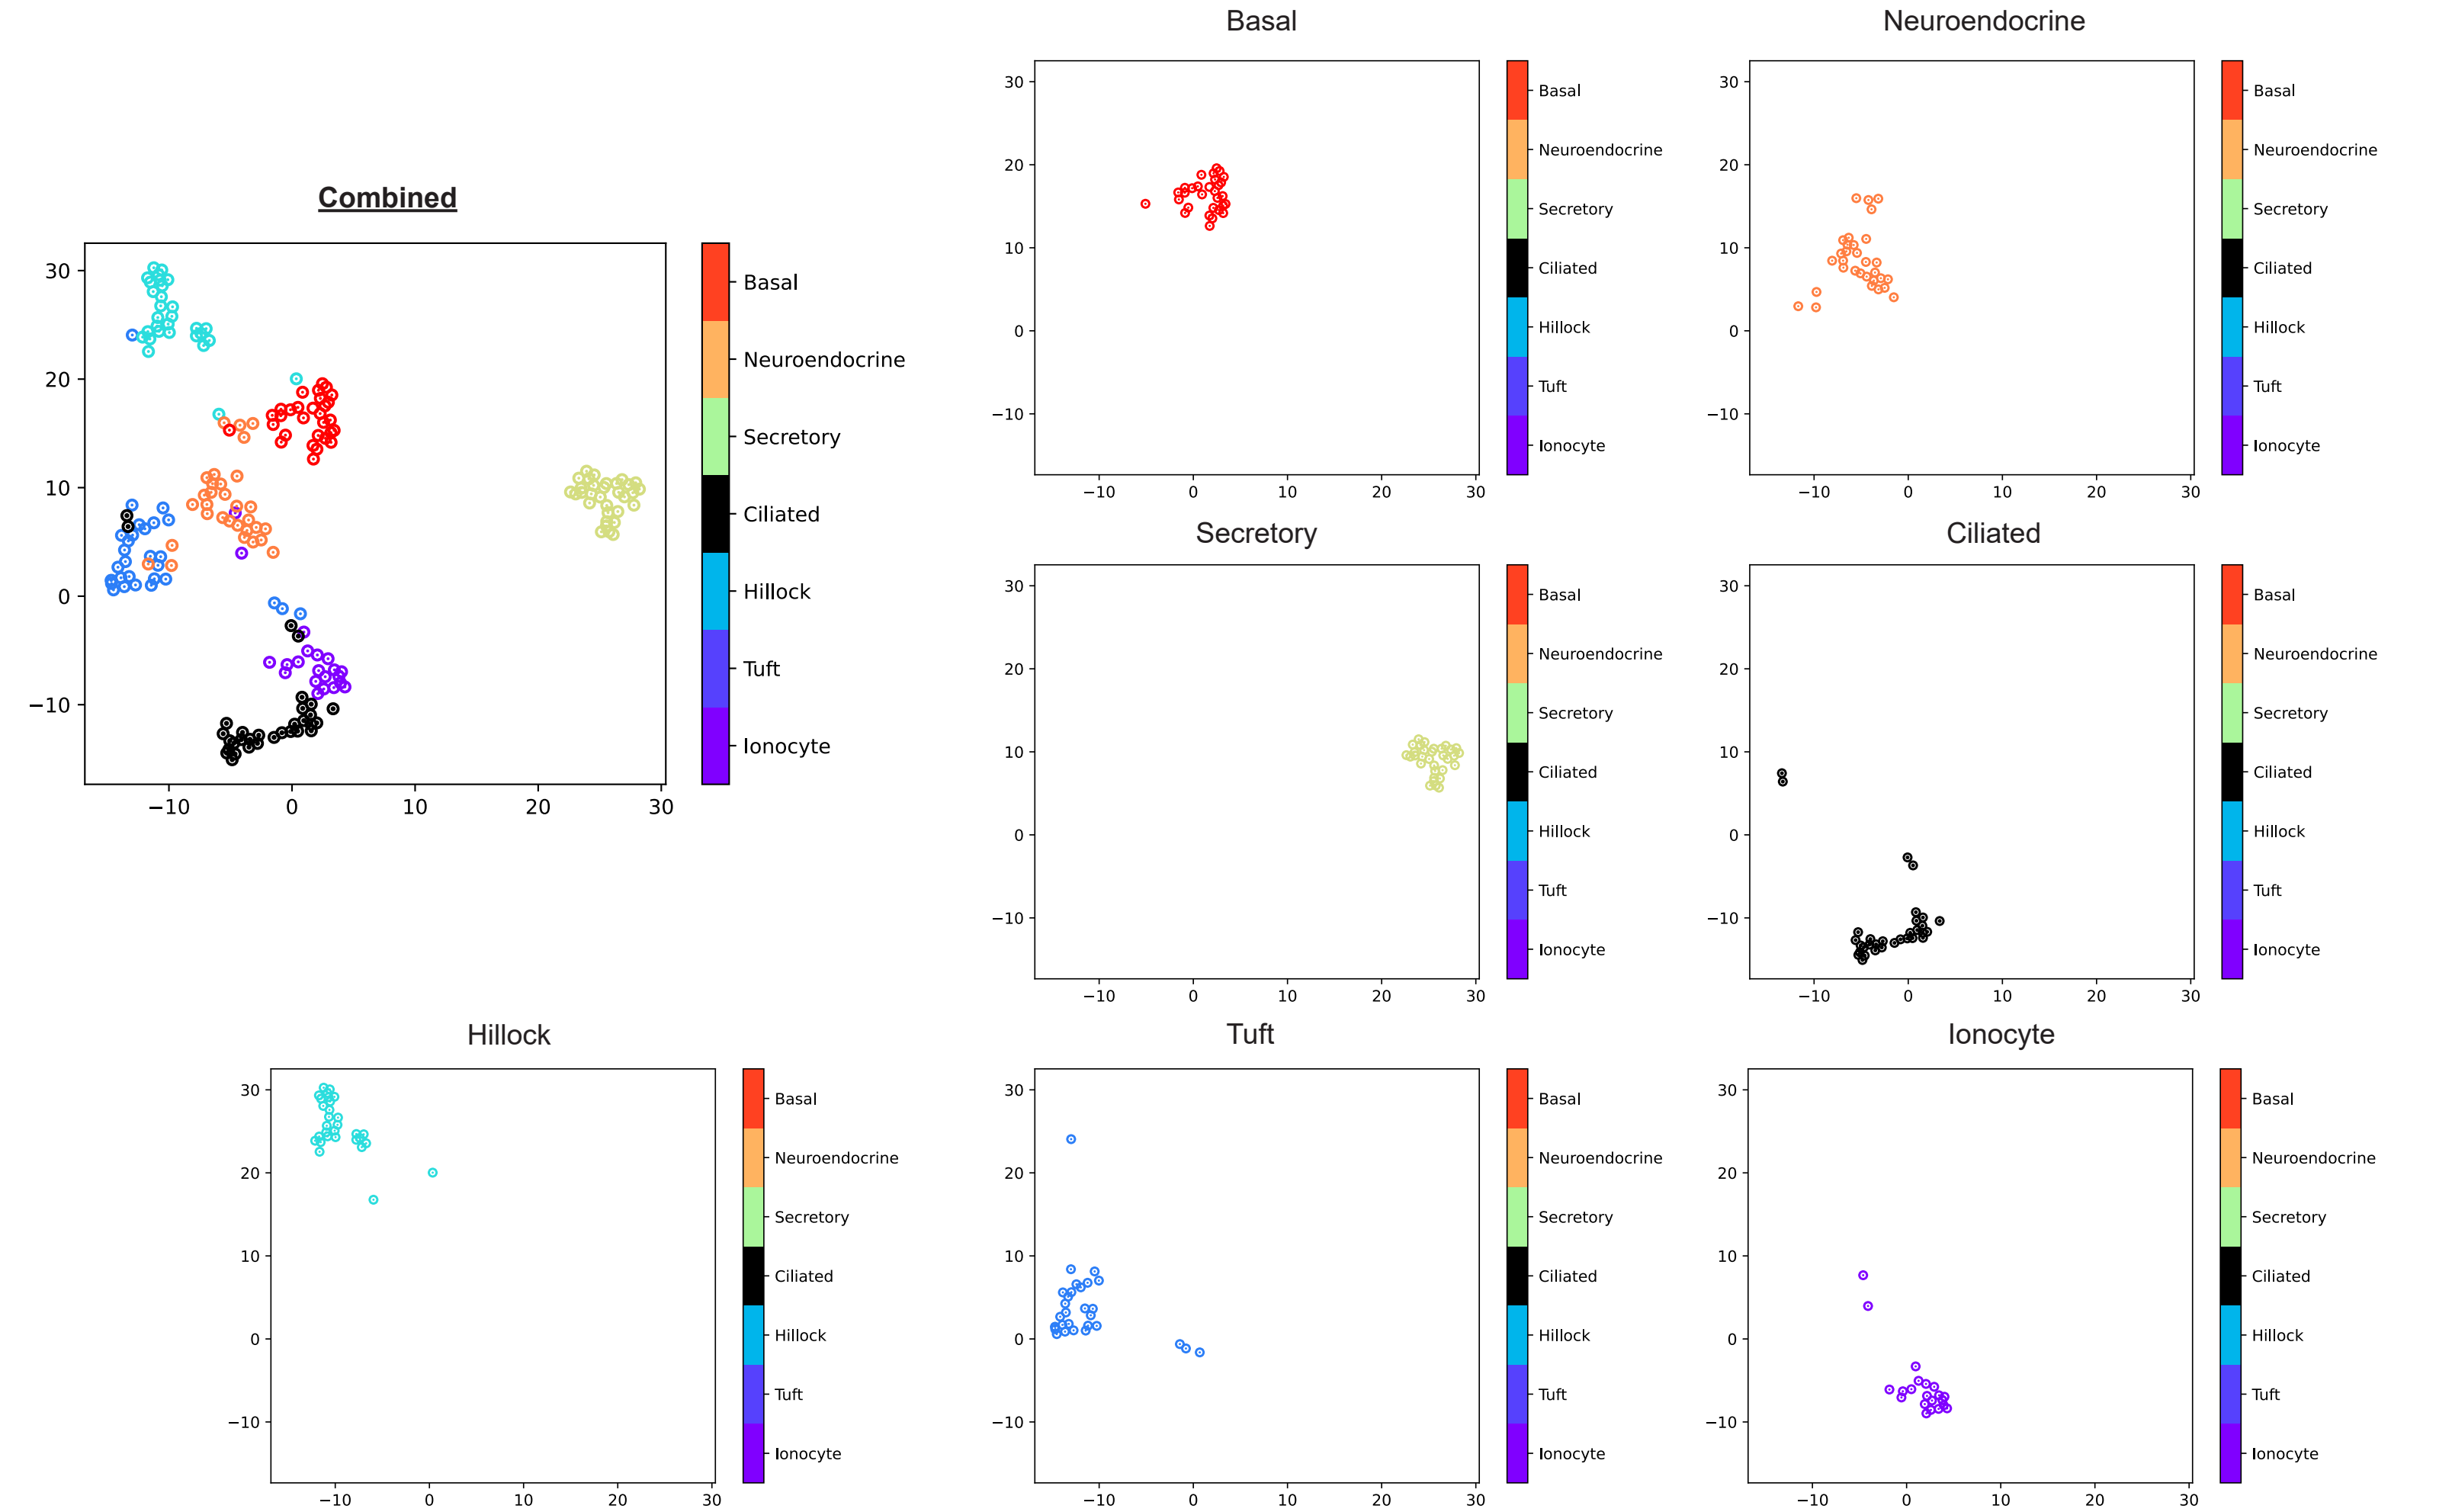 Combined
30
20
10
0
−10
−10 0 10 20 30
Basal
Neuroendocrine
Secretory
Ciliated
Hillock
Tuft
Ionocyte
Basal
30
20
10
0
−10
−10 0 10 20 30
Basal
Neuroendocrine
Secretory
Ciliated
Hillock
Tuft
Ionocyte
Neuroendocrine
30
20
10
0
−10
−10 0 10 20 30
Basal
Neuroendocrine
Secretory
Ciliated
Hillock
Tuft
Ionocyte
Secretory
30
20
10
0
−10
−10 0 10 20 30
Basal
Neuroendocrine
Secretory
Ciliated
Hillock
Tuft
Ionocyte
Ciliated
30
20
10
0
−10
−10 0 10 20 30
Basal
Neuroendocrine
Secretory
Ciliated
Hillock
Tuft
Ionocyte
Hillock
30
20
10
0
−10
−10 0 10 20 30
Basal
Neuroendocrine
Secretory
Ciliated
Hillock
Tuft
Ionocyte
Tuft
30
20
10
0
−10
−10 0 10 20 30
Basal
Neuroendocrine
Secretory
Ciliated
Hillock
Tuft
Ionocyte
Ionocyte
30
20
10
0
−10
−10 0 10 20 30
Basal
Neuroendocrine
Secretory
Ciliated
Hillock
Tuft
Ionocyte